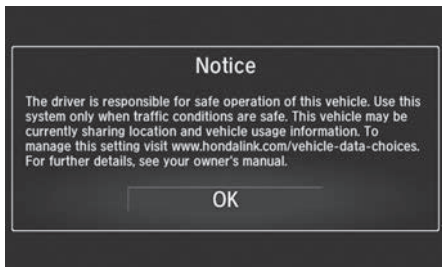 Notice
The driver is responsible for safe operation of this vehicle. Use this
system only when traffic conditions are safe. This vehicle may be
currently sharing location and vehicle usage information. To
manage this setting visit www.hondalink.com/vehicle-data-choices.
For further details, see your owner's manual.
OK